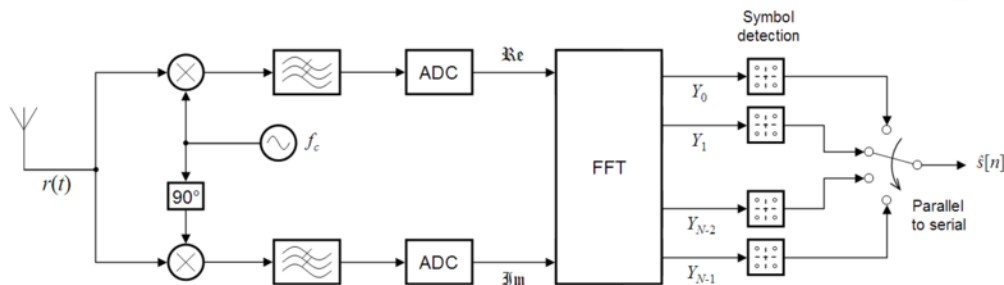 Symbol
detection
ℜe
ADC
Y0
fc
Y1
r(t)
FFT
ŝ[n]
90°
Parallel
to serial
YN-2
ADC
ℑm
YN-1